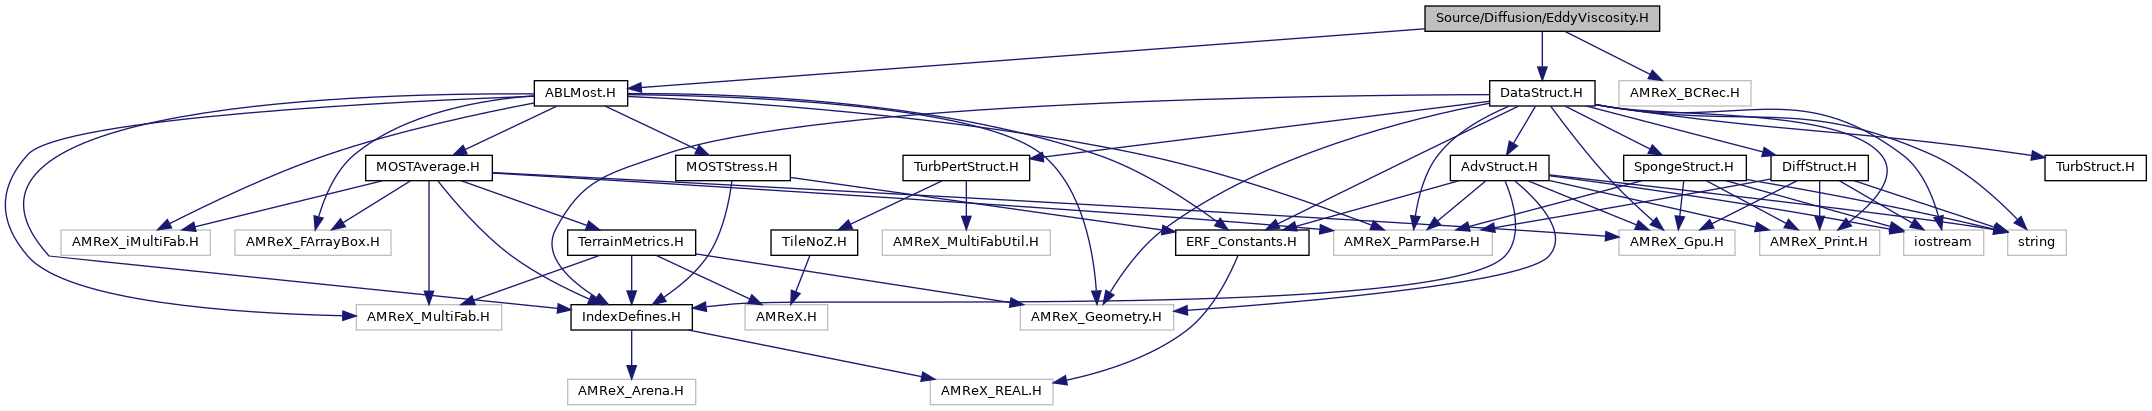 Source/Diffusion/EddyViscosity.H
ABLMost.H
DataStruct.H
AMReX_BCRec.H
MOSTAverage.H
MOSTStress.H
TurbPertStruct.H
AdvStruct.H
SpongeStruct.H
DiffStruct.H
TurbStruct.H
AMReX_iMultiFab.H
AMReX_FArrayBox.H
TerrainMetrics.H
TileNoZ.H
AMReX_MultiFabUtil.H
ERF_Constants.H
AMReX_ParmParse.H
AMReX_Gpu.H
AMReX_Print.H
iostream
string
AMReX_MultiFab.H
IndexDefines.H
AMReX.H
AMReX_Geometry.H
AMReX_Arena.H
AMReX_REAL.H